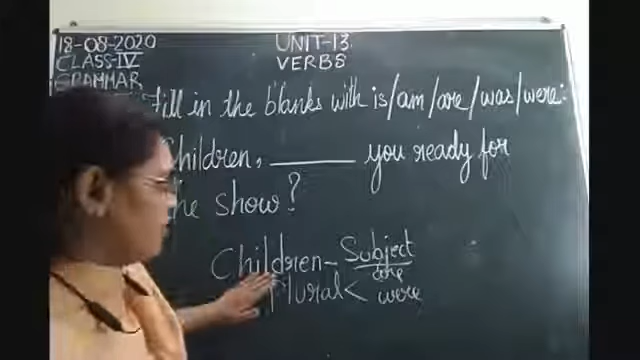 18-08-2020
UNIT-13
CLASS-IV
VERBS
GRAMMAR
Fill in the blanks with is/am/are/was/were:
Children, ________ you ready for
the show?
Children - Subject
Plural < are
were